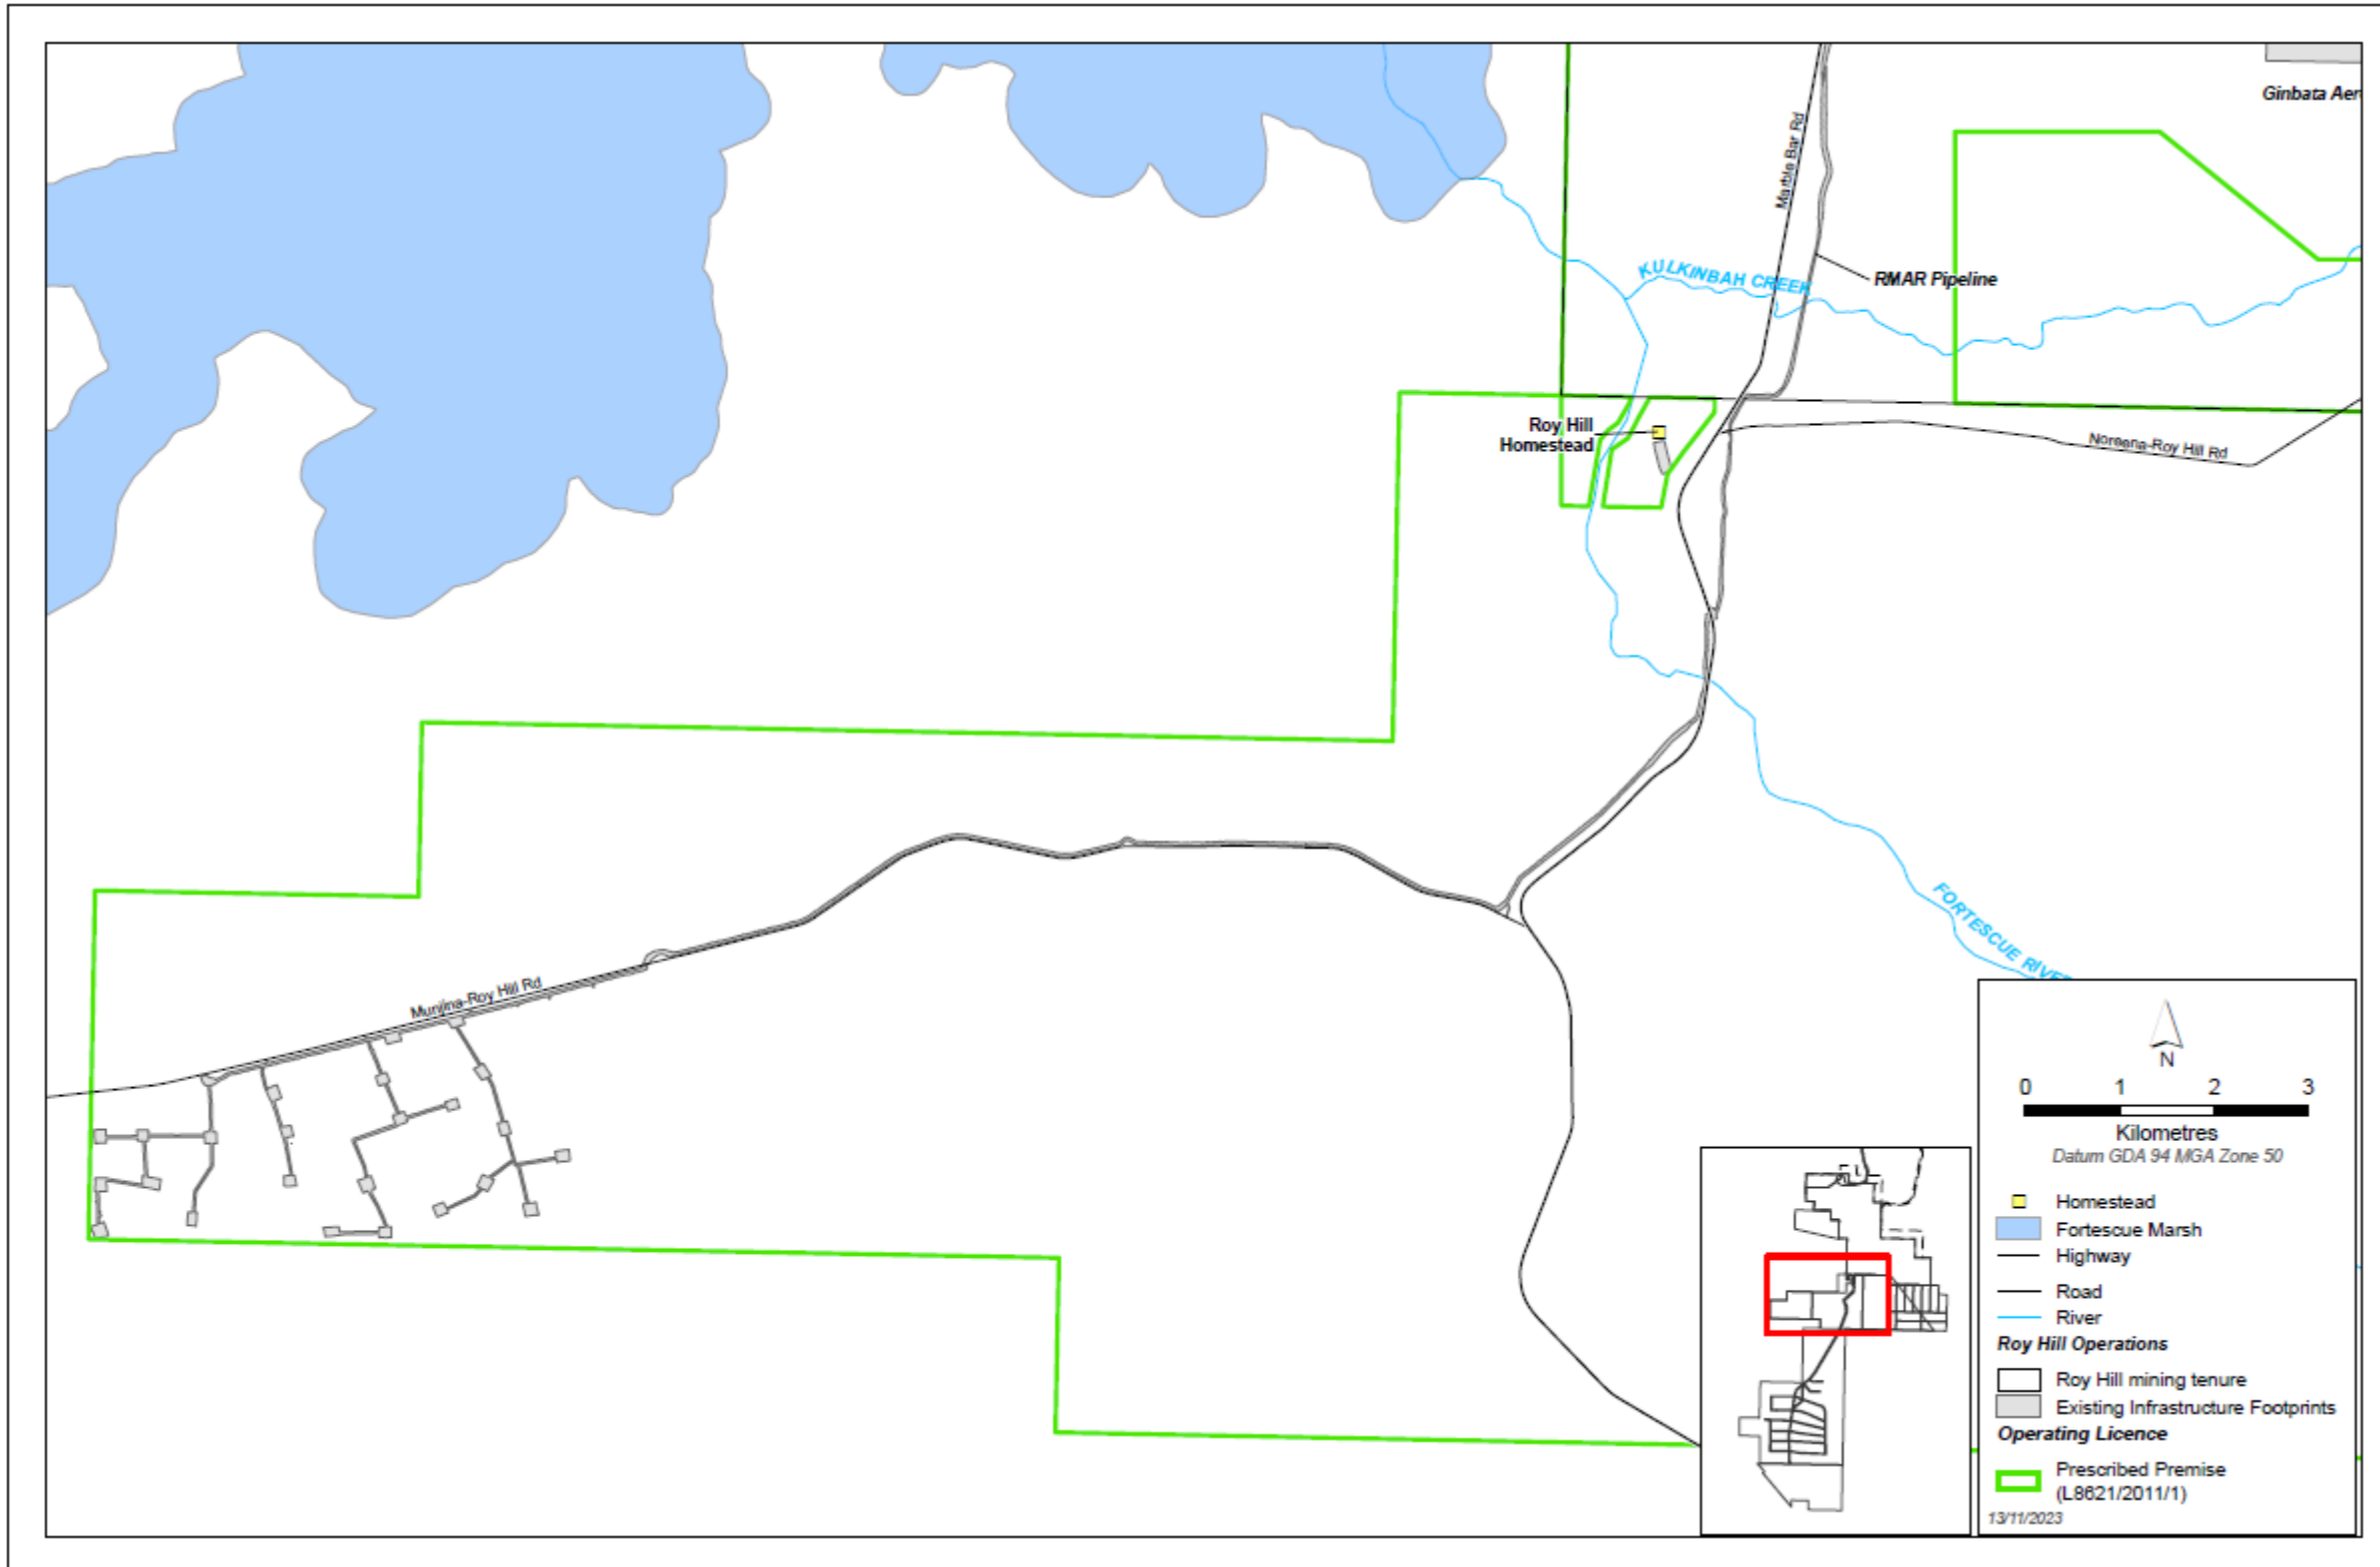 Ginbata Aer
Marble Bar Rd
KULKINBAH CREEK
RMAR Pipeline
Roy Hill
Homestead
Noreena-Roy Hill Rd
FORTESCUE RIVER
Munjina-Roy Hill Rd
N
0 1 2 3
Kilometres
Datum GDA 94 MGA Zone 50
Homestead
Fortescue Marsh
Highway
Road
River
Roy Hill Operations
Roy Hill mining tenure
Existing Infrastructure Footprints
Operating Licence
Prescribed Premise
(L8621/2011/1)
13/11/2023